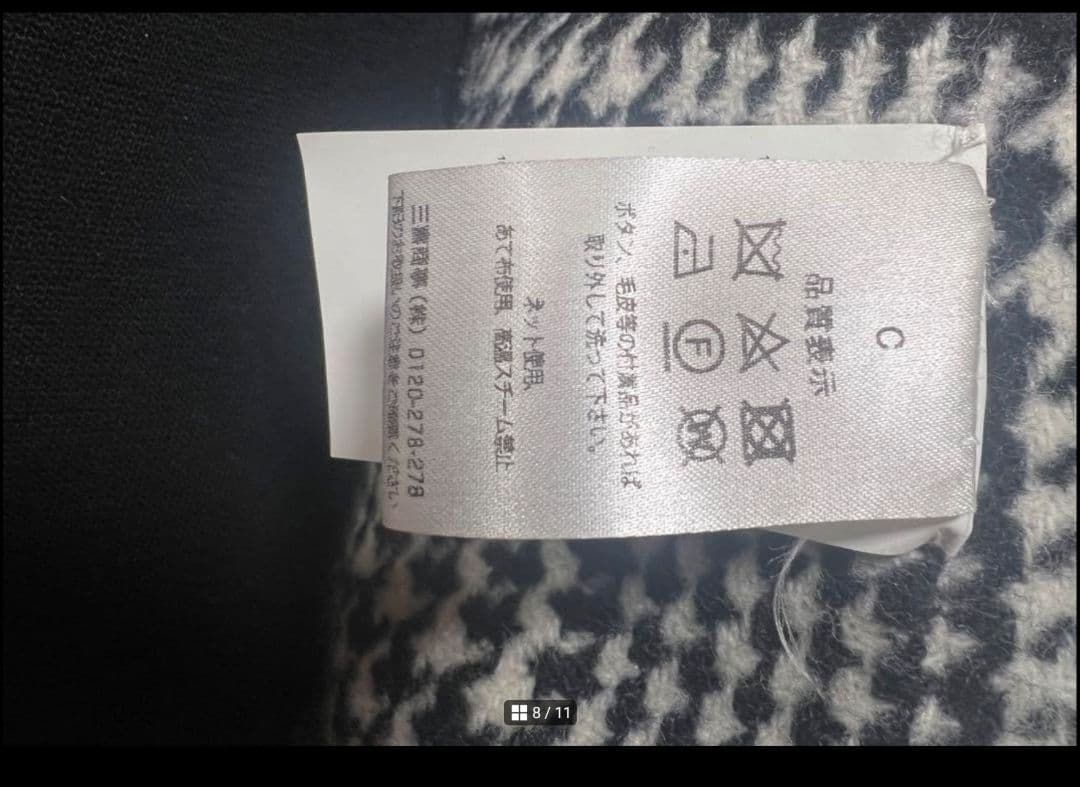 C
品質表示
F
W
ボタン、毛皮等の付属品があれば
取り外して洗って下さい。
ネット使用、
あて布使用、高温スチーム禁止
(株) 0120-278-278
8 / 11